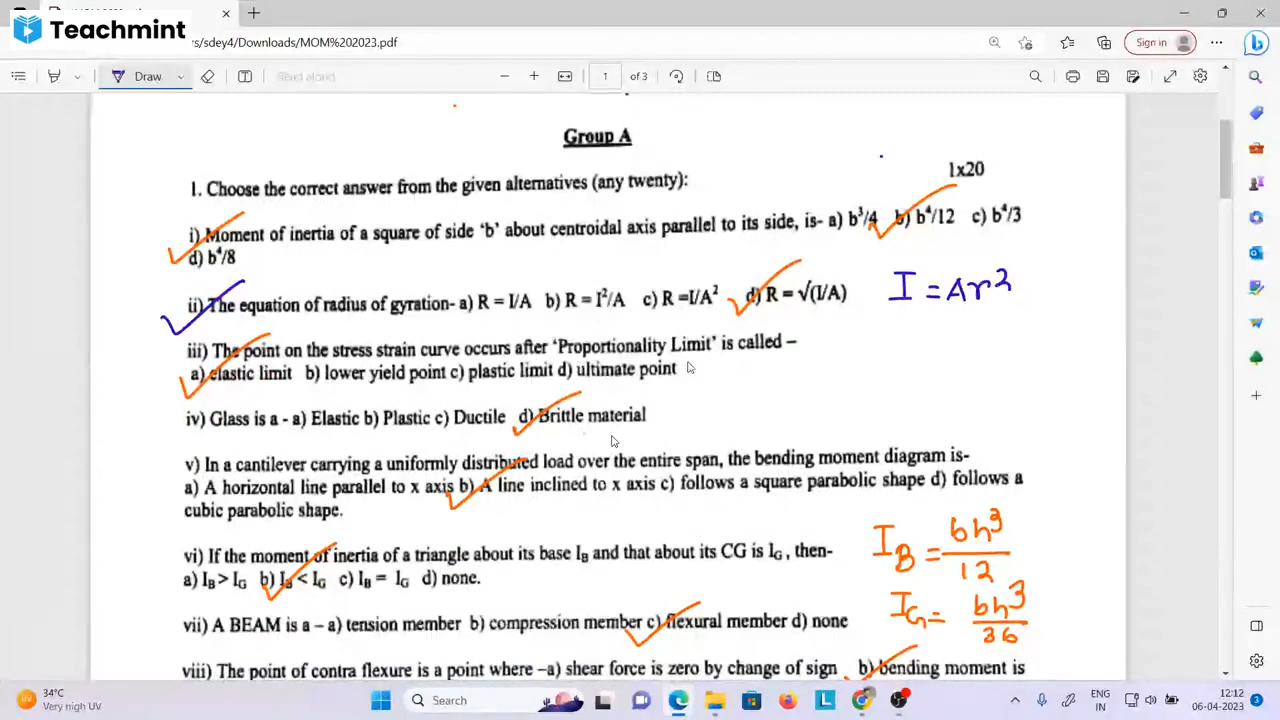 Teachmint
rs/sdey4/Downloads/MOM%202023.pdf
Sign in
Draw
Read aloud
1 of 3
Group A
1. Choose the correct answer from the given alternatives (any twenty):
1x20
i) Moment of inertia of a square of side 'b' about centroidal axis parallel to its side, is- a) b³/4 b) b⁴/12 c) b⁴/3
d) b⁴/8
ii) The equation of radius of gyration- a) R = I/A b) R = I²/A c) R =I/A² d) R = √(I/A)
I = Ar²
iii) The point on the stress strain curve occurs after 'Proportionality Limit' is called –
a) elastic limit b) lower yield point c) plastic limit d) ultimate point
iv) Glass is a - a) Elastic b) Plastic c) Ductile d) Brittle material
v) In a cantilever carrying a uniformly distributed load over the entire span, the bending moment diagram is-
a) A horizontal line parallel to x axis b) A line inclined to x axis c) follows a square parabolic shape d) follows a
cubic parabolic shape.
vi) If the moment of inertia of a triangle about its base I_B and that about its CG is I_G , then-
a) I_B > I_G b) I_B < I_G c) I_B = I_G d) none.
I_B = bh³/12
I_G = bh³/36
vii) A BEAM is a – a) tension member b) compression member c) flexural member d) none
viii) The point of contra flexure is a point where –a) shear force is zero by change of sign b) bending moment is
34°C
Very high UV
Search
ENG
IN
12:12
06-04-2023